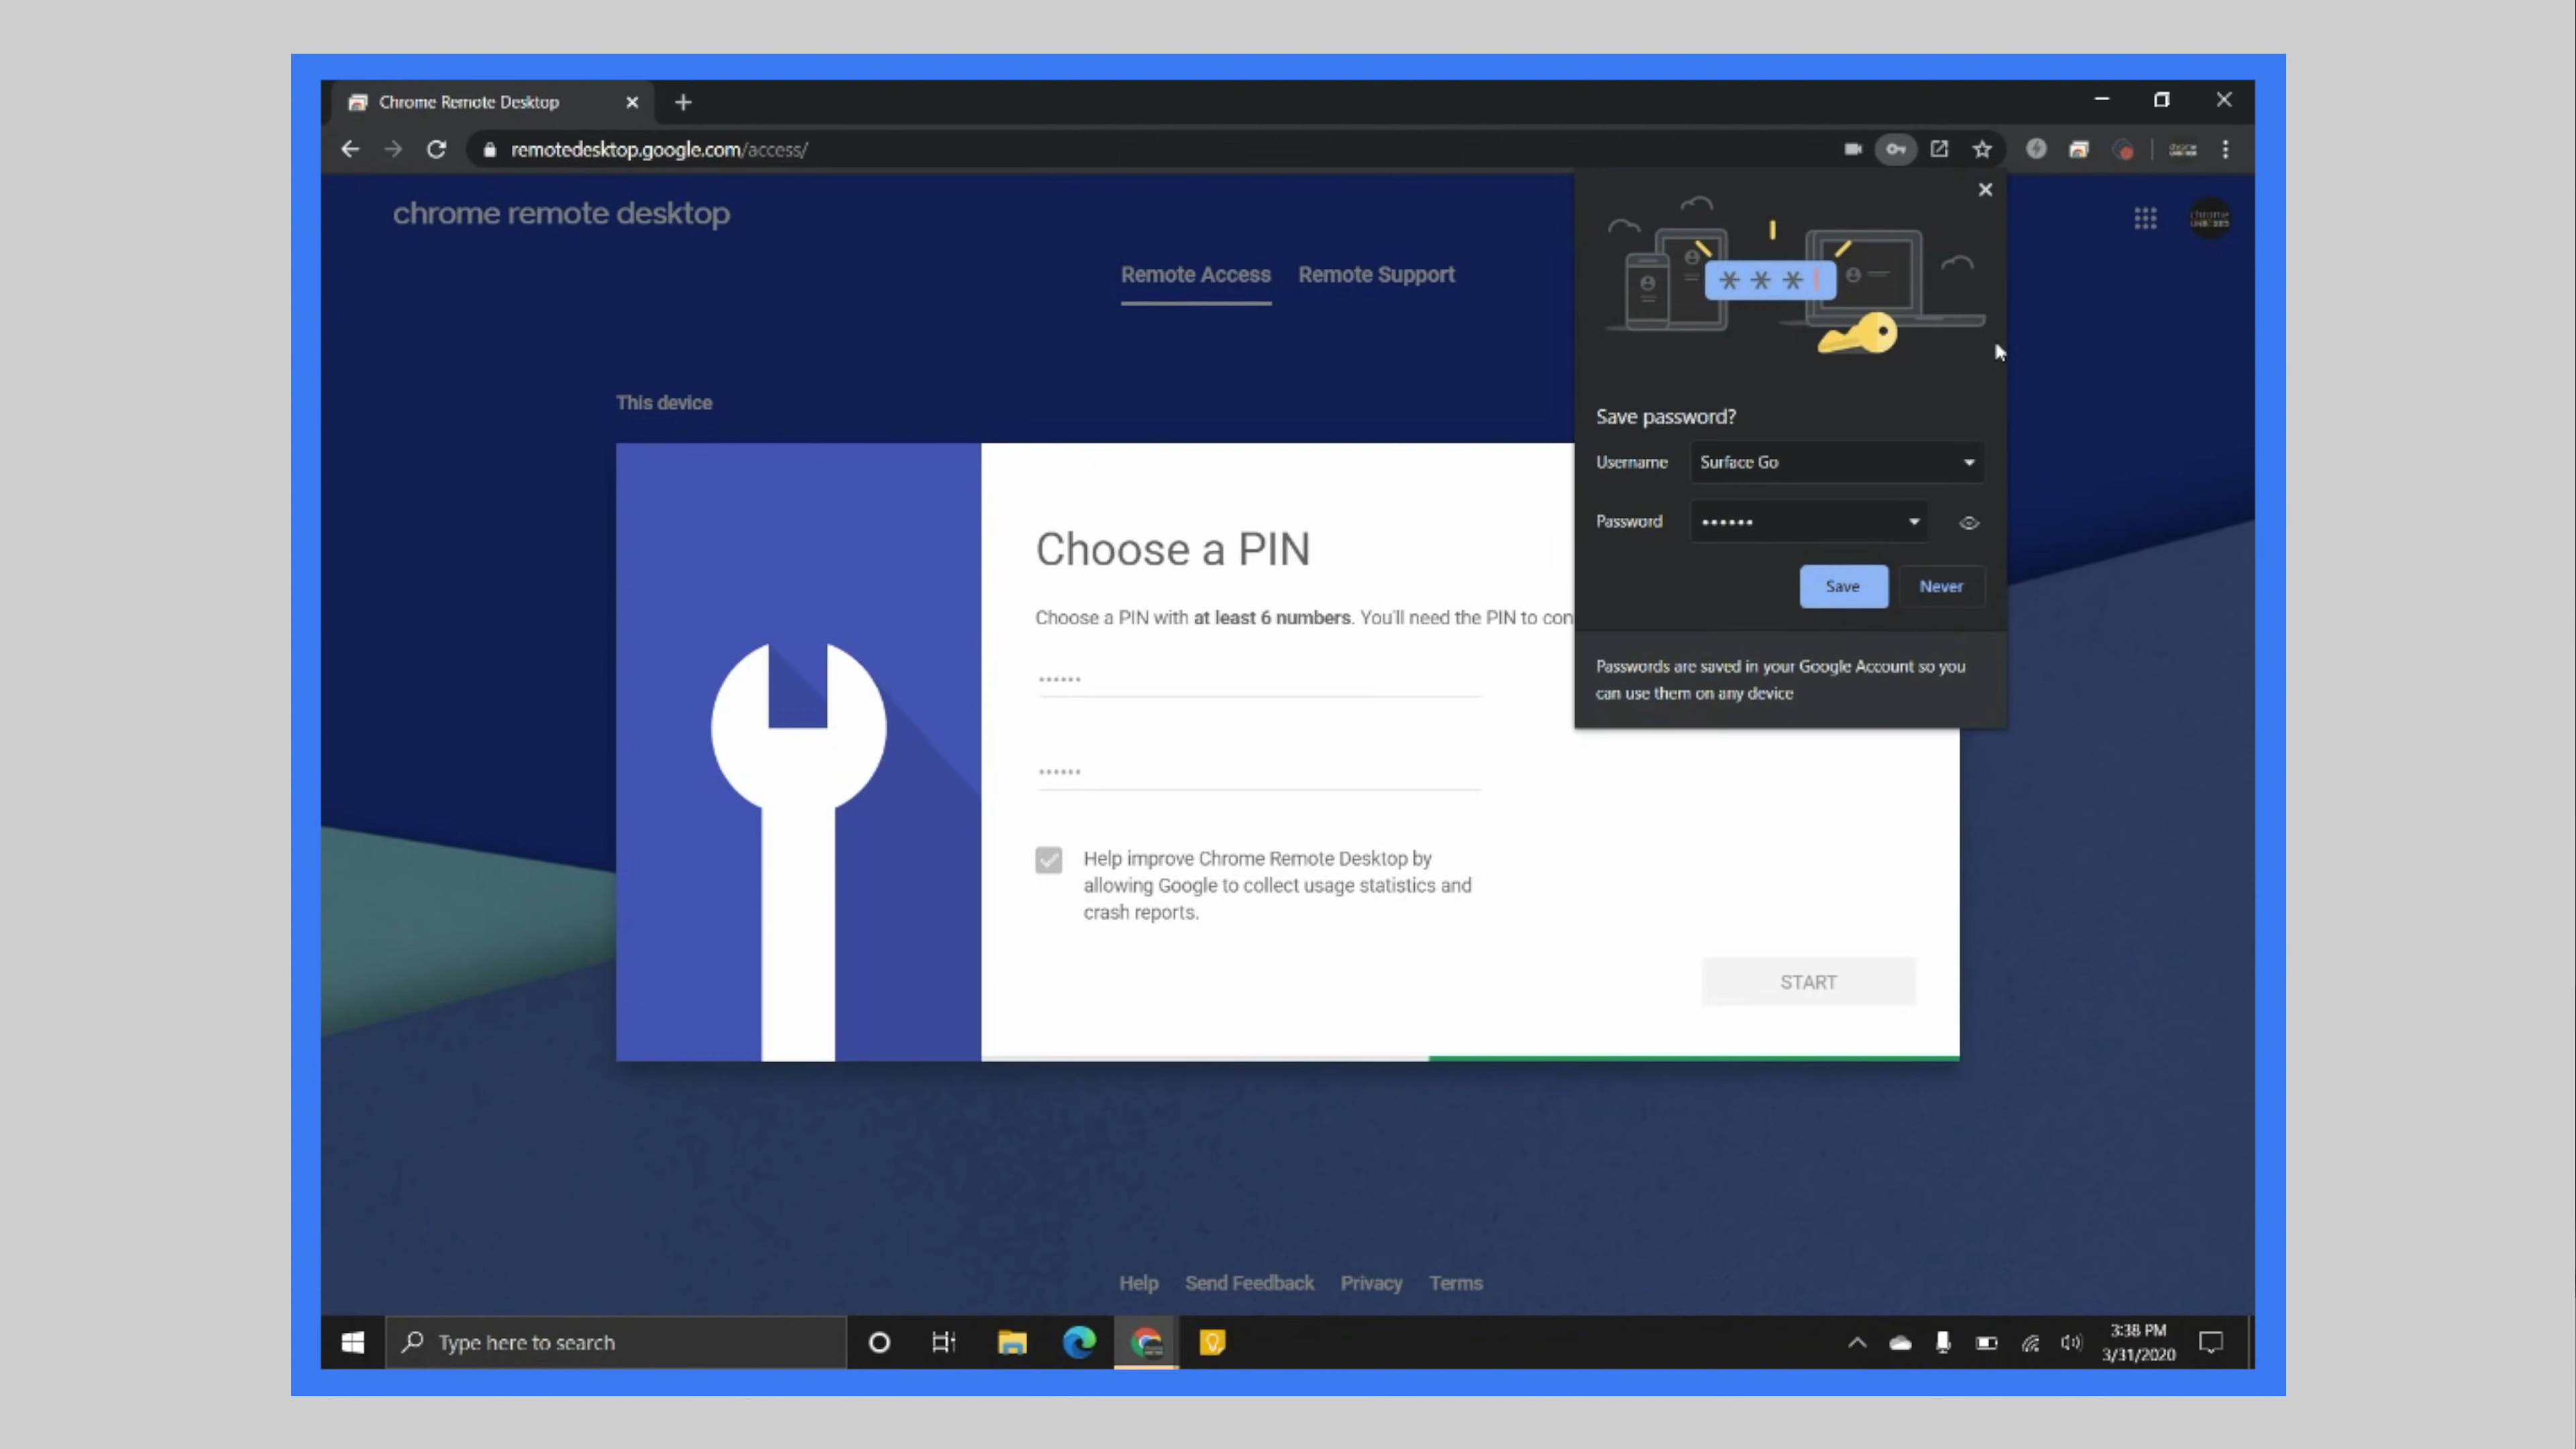 Chrome Remote Desktop
remotedesktop.google.com/access/
chrome remote desktop
Remote Access Remote Support
This device
Choose a PIN
Choose a PIN with at least 6 numbers. You'll need the PIN to con
••••••
••••••
Help improve Chrome Remote Desktop by
allowing Google to collect usage statistics and
crash reports.
START
* * *
Save password?
Username Surface Go
Password ••••••
Save Never
Passwords are saved in your Google Account so you
can use them on any device
Help Send Feedback Privacy Terms
Type here to search
3:38 PM
3/31/2020